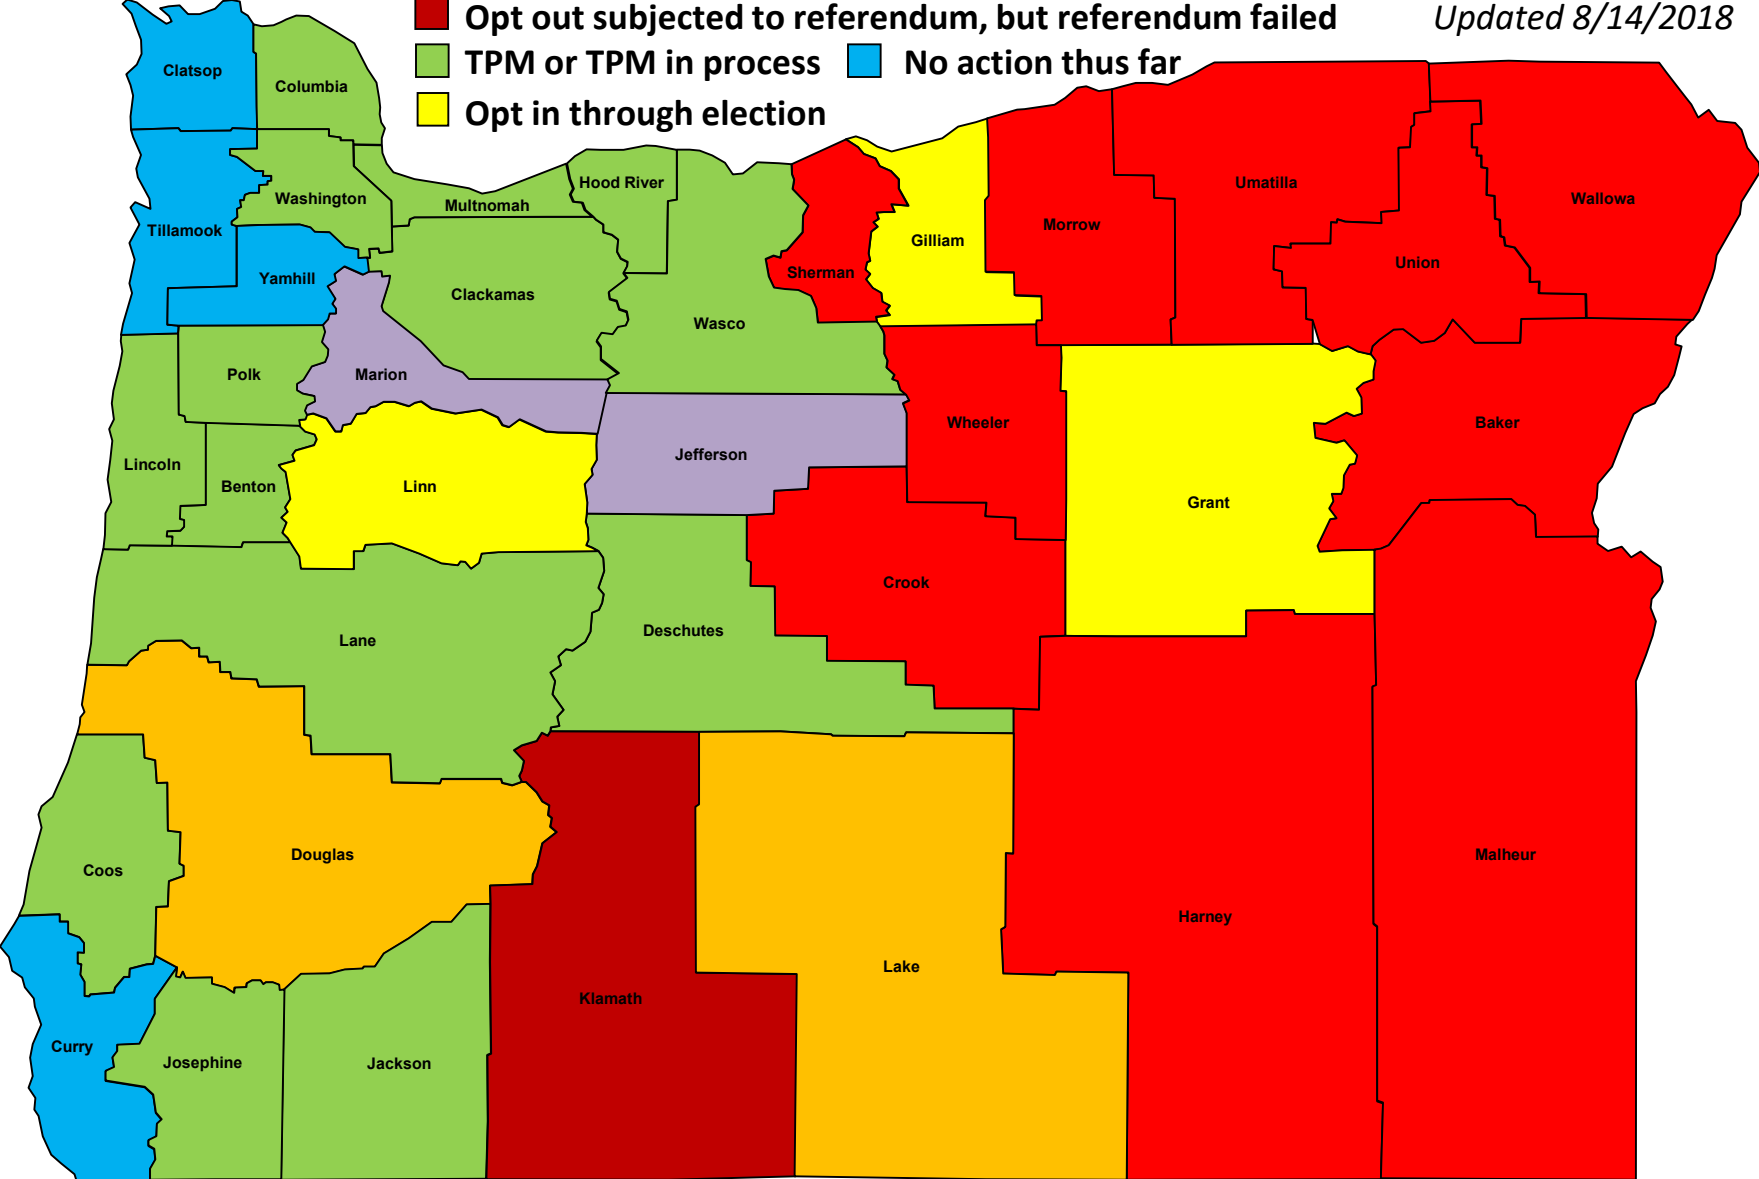 Opt out subjected to referendum, but referendum failed
Updated 8/14/2018
TPM or TPM in process
No action thus far
Opt in through election
Clatsop
Columbia
Washington
Multnomah
Hood River
Tillamook
Yamhill
Clackamas
Wasco
Sherman
Gilliam
Morrow
Umatilla
Union
Wallowa
Polk
Marion
Jefferson
Wheeler
Baker
Lincoln
Benton
Linn
Grant
Crook
Lane
Deschutes
Coos
Douglas
Malheur
Harney
Lake
Klamath
Curry
Josephine
Jackson